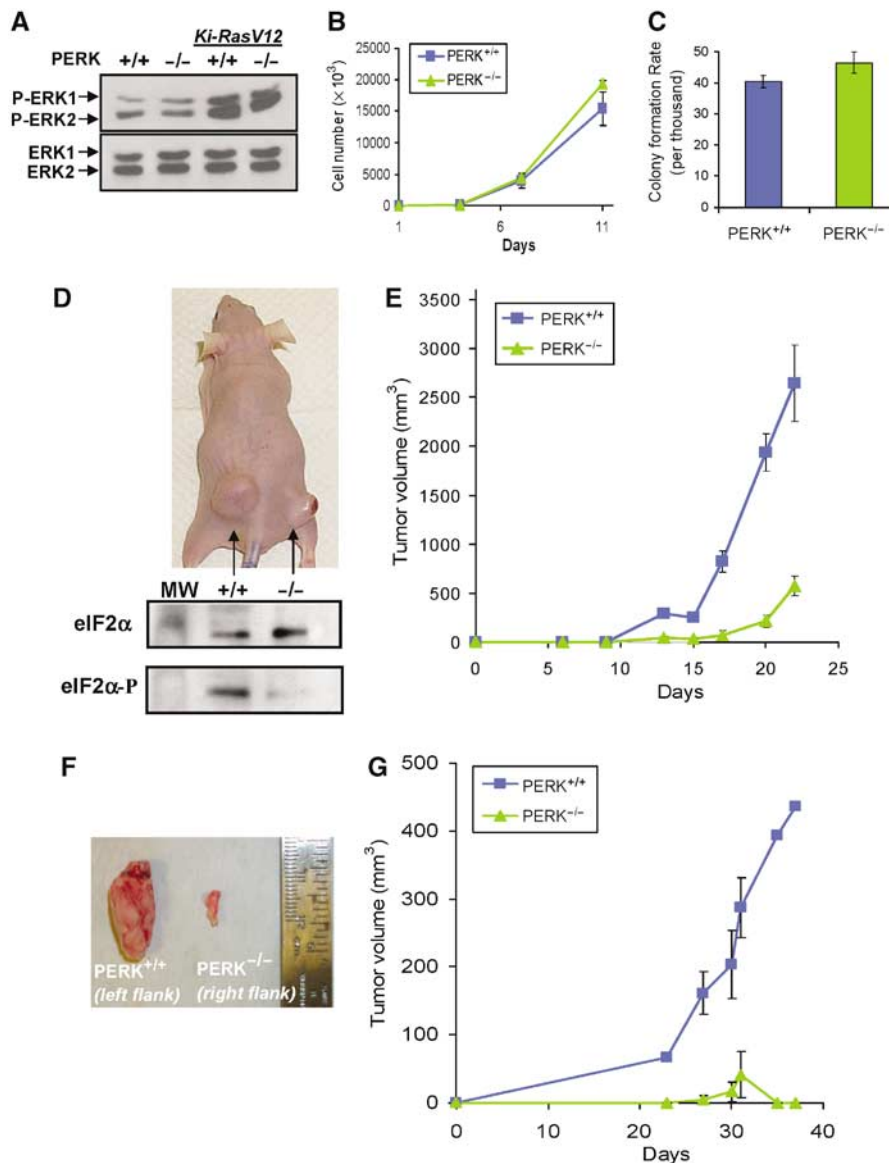 A
Ki-RasV12
PERK +/+ −/− +/+ −/−
P-ERK1
P-ERK2
ERK1
ERK2
B
Cell number (×10³)
25000
20000
15000
10000
5000
0
1 6 11
Days
PERK+/+
PERK−/−
C
Colony formation Rate
(per thousand)
50
40
30
20
10
0
PERK+/+ PERK−/−
D
MW +/+ −/−
eIF2α
eIF2α-P
E
Tumor volume (mm³)
3500
3000
2500
2000
1500
1000
500
0
0 5 10 15 20 25
Days
PERK+/+
PERK−/−
F
PERK+/+ PERK−/−
(left flank) (right flank)
G
Tumor volume (mm³)
500
400
300
200
100
0
0 10 20 30 40
Days
PERK+/+
PERK−/−